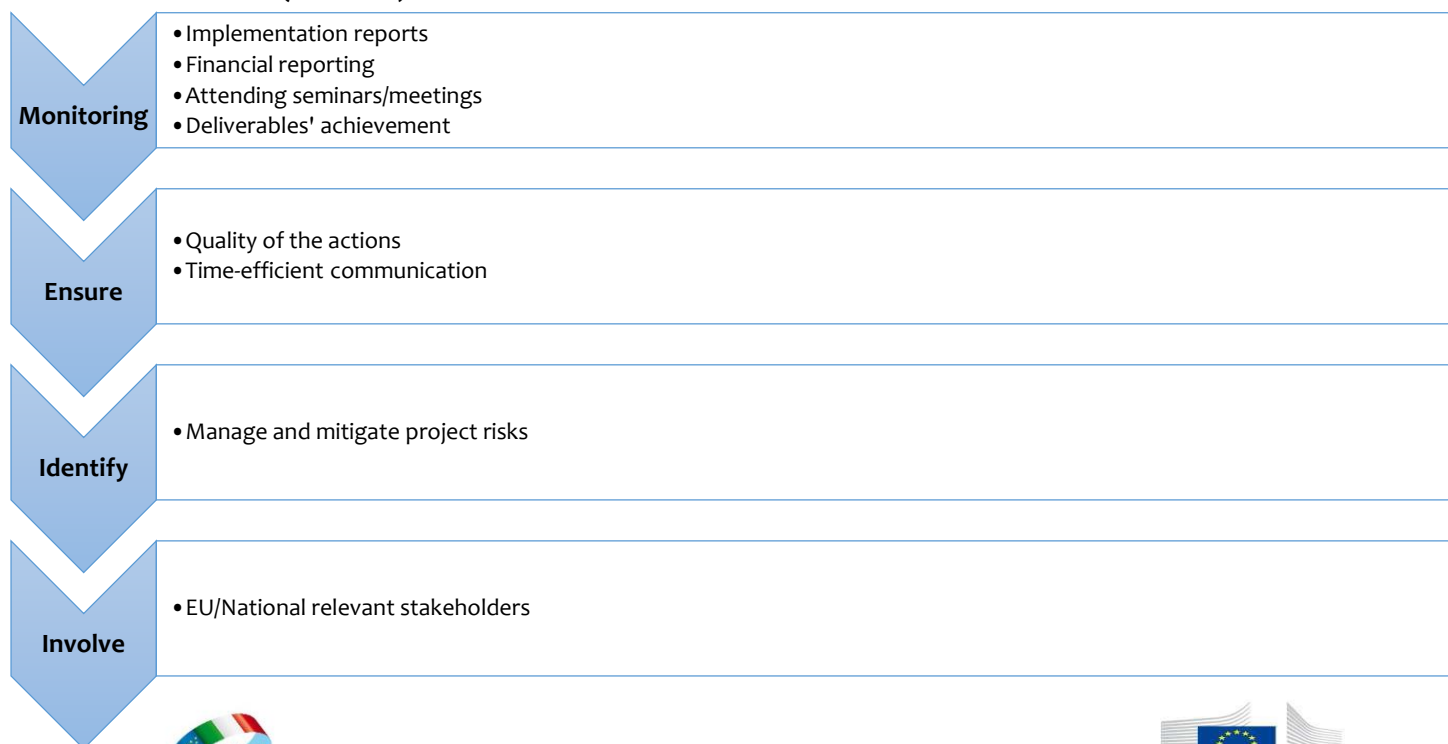 Monitoring
•Implementation reports
•Financial reporting
•Attending seminars/meetings
•Deliverables' achievement
Ensure
•Quality of the actions
•Time-efficient communication
Identify
•Manage and mitigate project risks
Involve
•EU/National relevant stakeholders